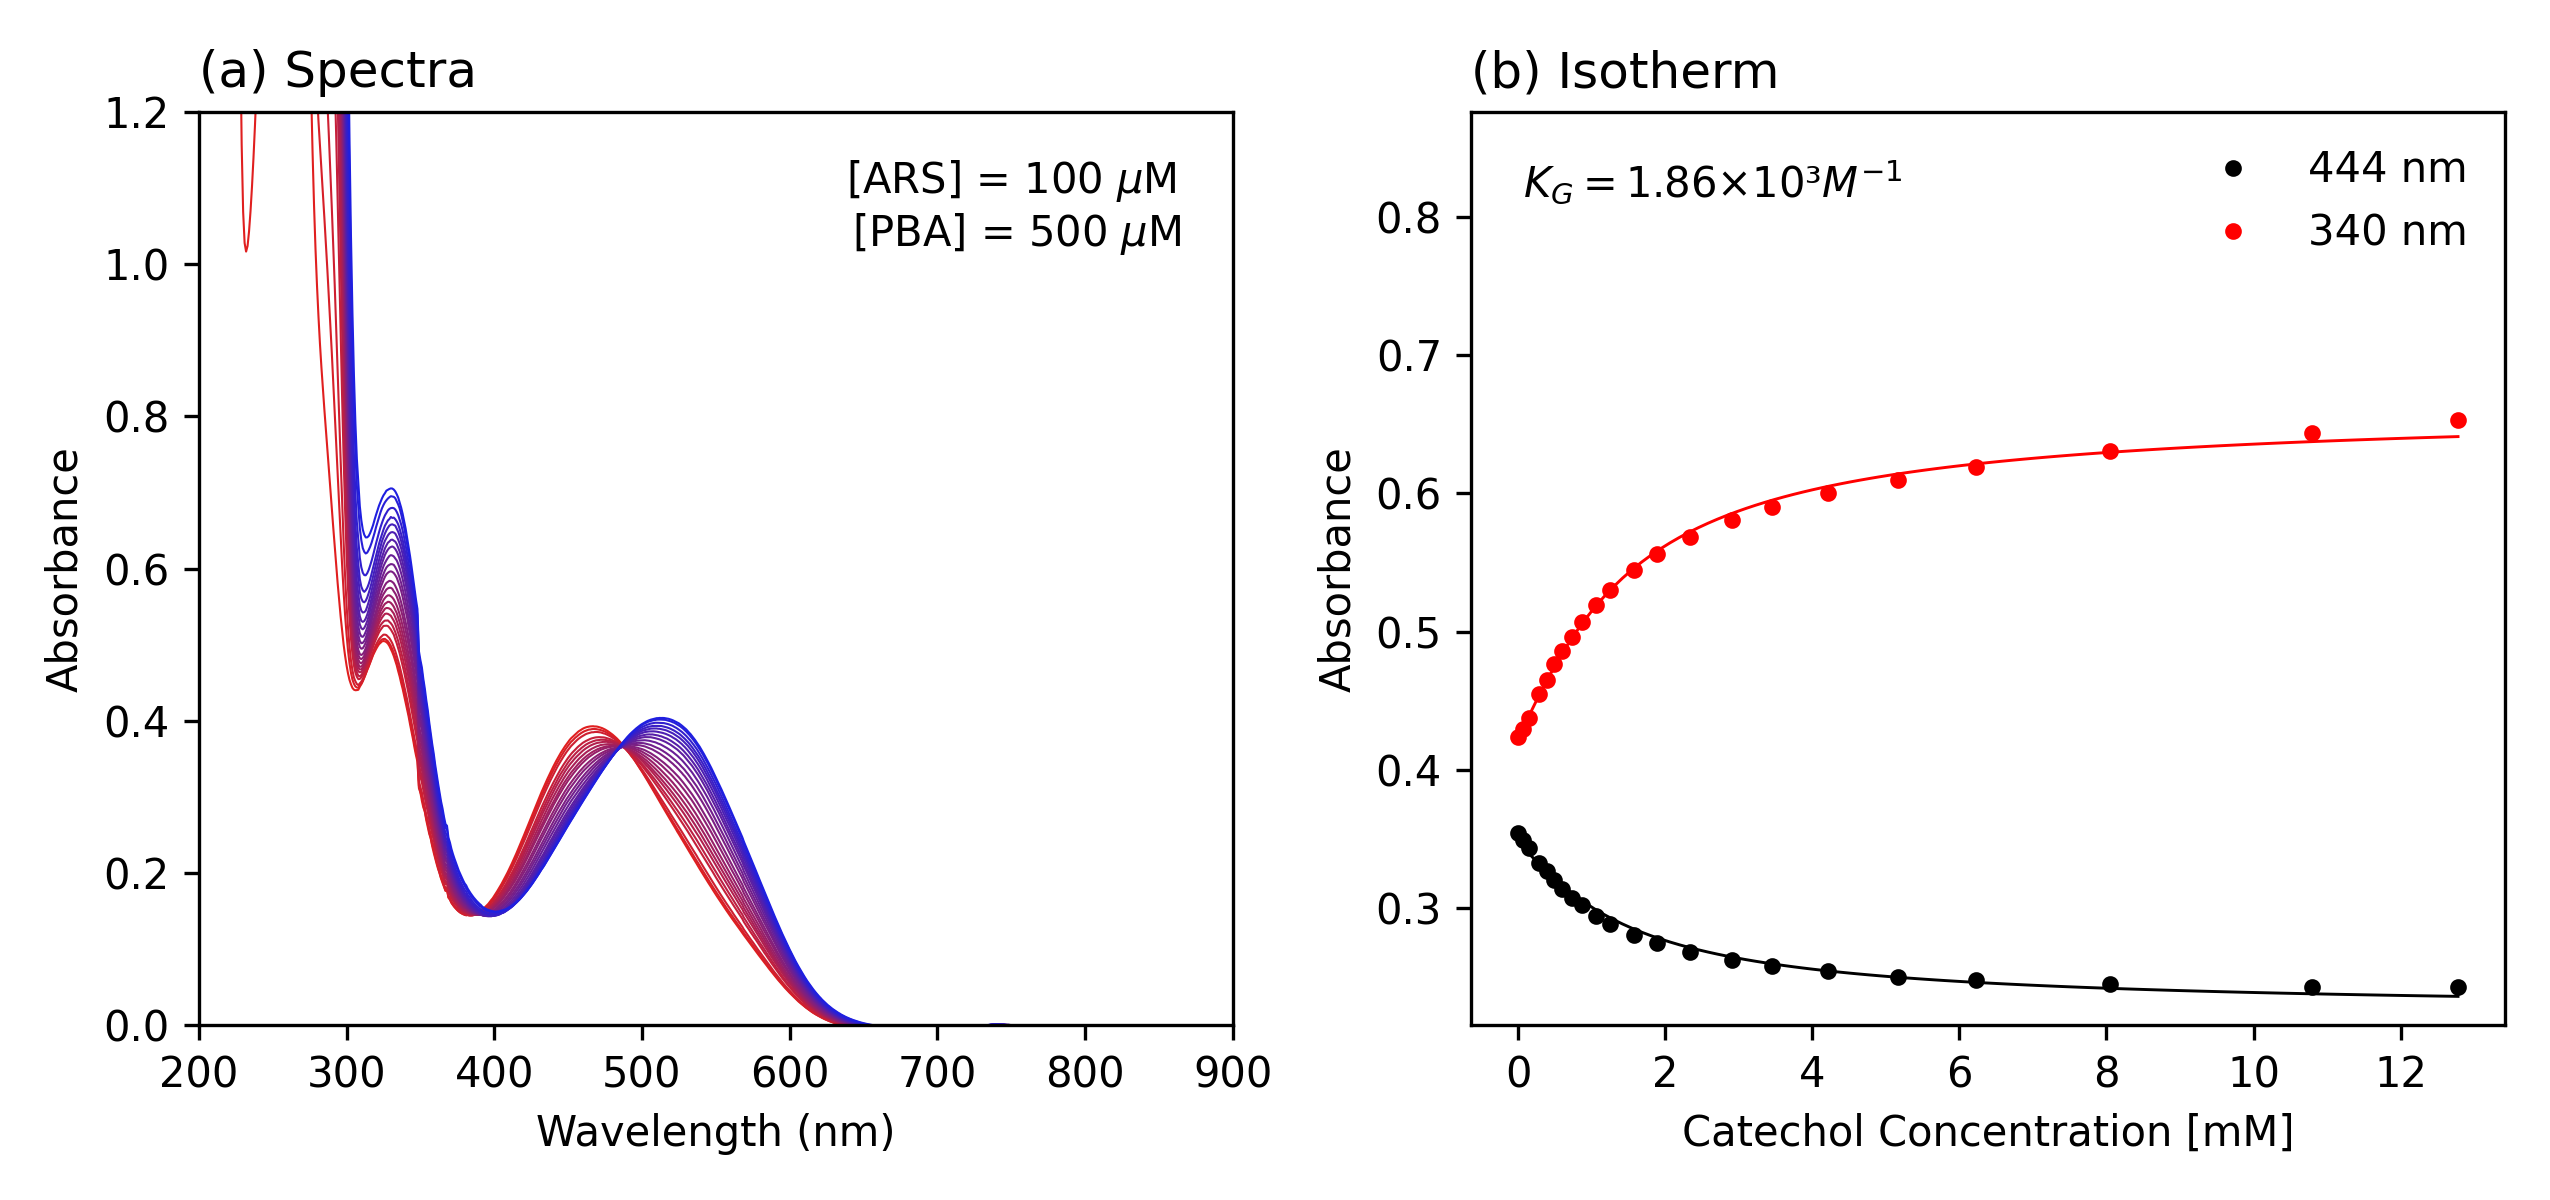 (a) Spectra
1.2
1.0
0.8
0.6
0.4
0.2
0.0
Absorbance
[ARS] = 100 μM
[PBA] = 500 μM
200 300 400 500 600 700 800 900
Wavelength (nm)
(b) Isotherm
0.8
0.7
0.6
0.5
0.4
0.3
Absorbance
K_G = 1.86×10³M⁻¹
444 nm
340 nm
0 2 4 6 8 10 12
Catechol Concentration [mM]